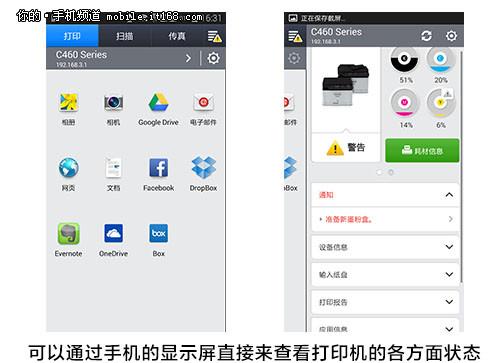 你的·手机频道 mobile.it168.com
16:31
打印 扫描 传真
C460 Series
192.168.3.1
相册 相机 Google Drive 电子邮件
网页 文档 Facebook DropBox
Evernote OneDrive Box
正在保存截屏...
C460 Series
192.168.3.1
51% 20%
14% 6%
警告
耗材信息
通知
准备新墨粉盒。
设备信息
输入纸盘
打印报告
应用信息
可以通过手机的显示屏直接来查看打印机的各方面状态